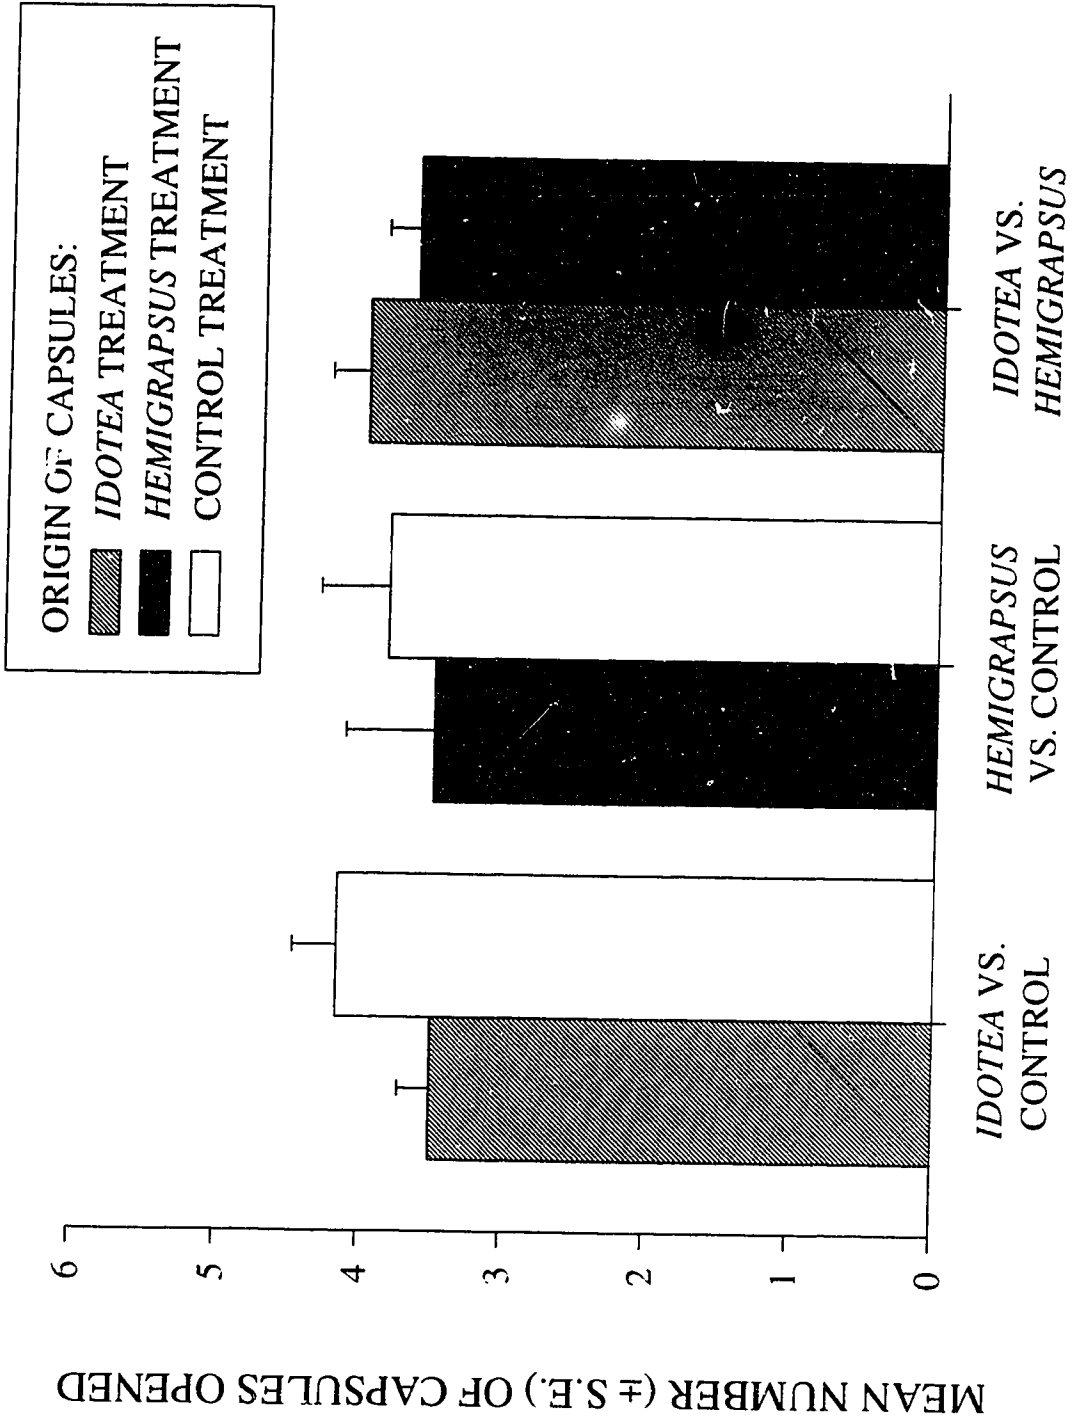 ORIGIN OF CAPSULES:
IDOTEA TREATMENT
HEMIGRAPSUS TREATMENT
CONTROL TREATMENT
MEAN NUMBER (± S.E.) OF CAPSULES OPENED
6
5
4
3
2
1
0
IDOTEA VS.
CONTROL
HEMIGRAPSUS
VS. CONTROL
IDOTEA VS.
HEMIGRAPSUS